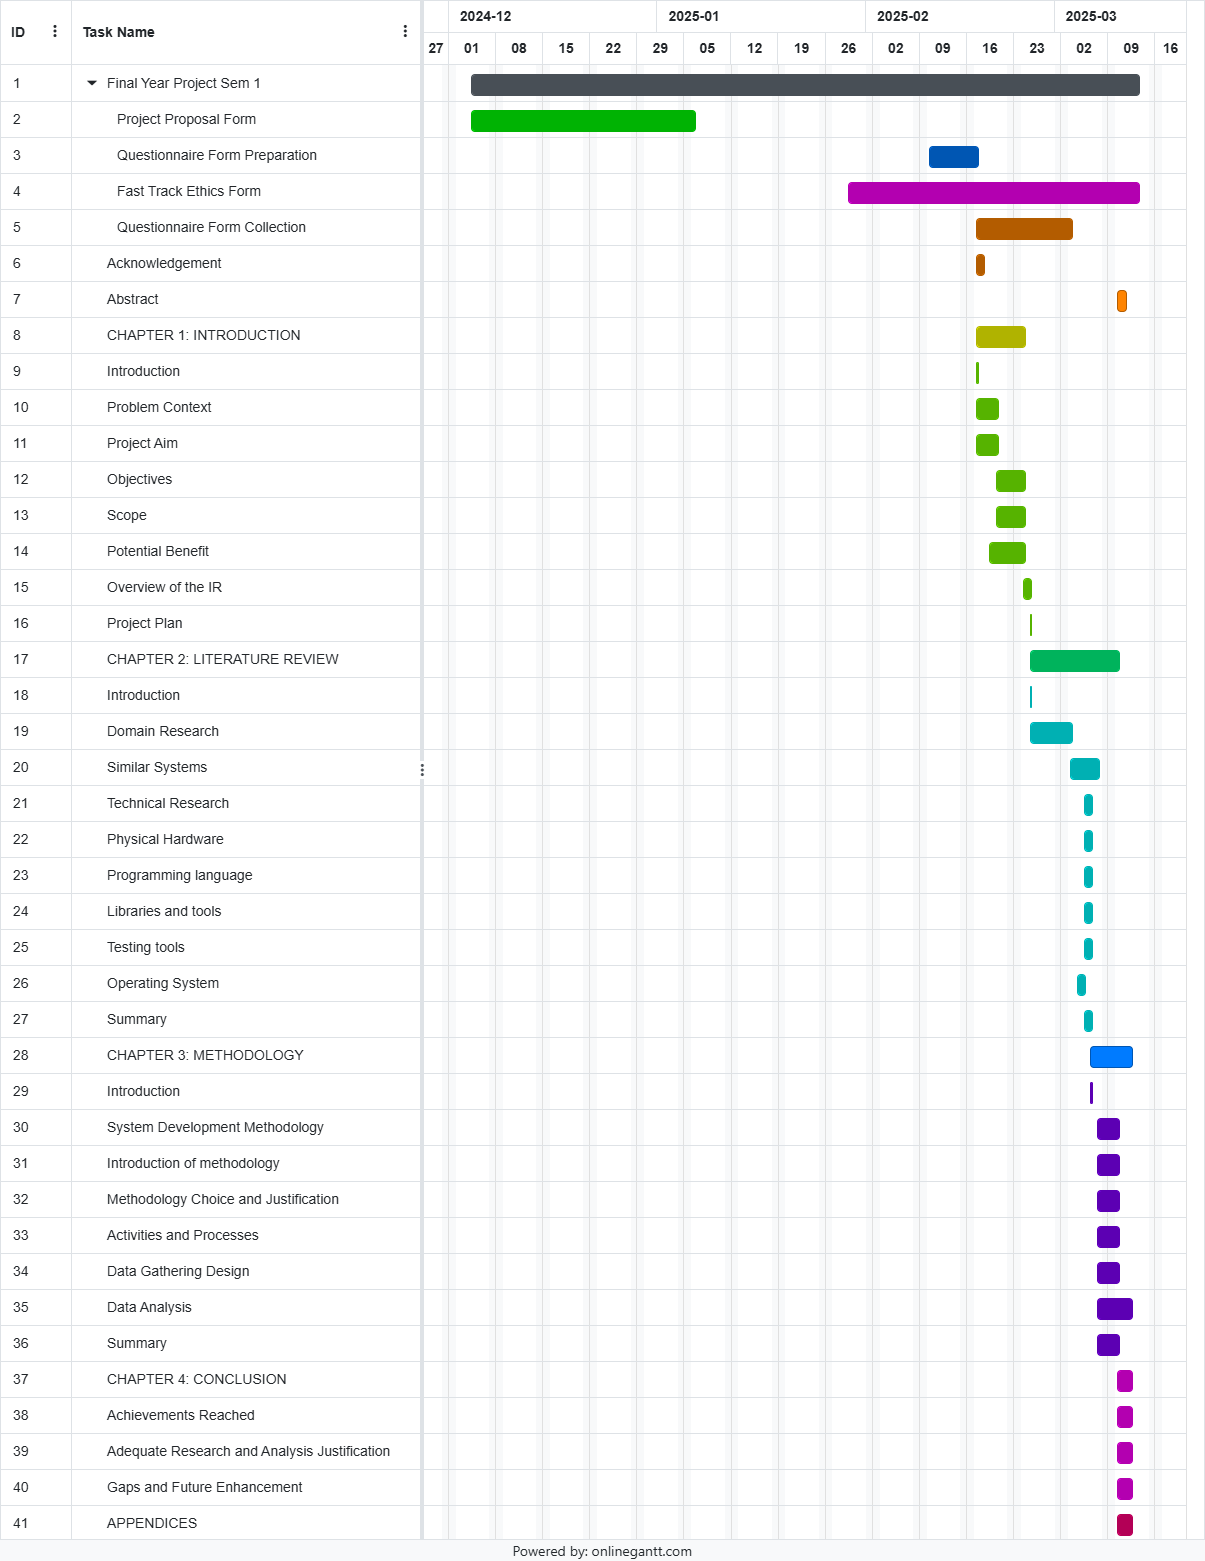 ID Task Name 2024-12 2025-01 2025-02 2025-03
27 01 08 15 22 29 05 12 19 26 02 09 16 23 02 09 16
1 Final Year Project Sem 1
2 Project Proposal Form
3 Questionnaire Form Preparation
4 Fast Track Ethics Form
5 Questionnaire Form Collection
6 Acknowledgement
7 Abstract
8 CHAPTER 1: INTRODUCTION
9 Introduction
10 Problem Context
11 Project Aim
12 Objectives
13 Scope
14 Potential Benefit
15 Overview of the IR
16 Project Plan
17 CHAPTER 2: LITERATURE REVIEW
18 Introduction
19 Domain Research
20 Similar Systems
21 Technical Research
22 Physical Hardware
23 Programming language
24 Libraries and tools
25 Testing tools
26 Operating System
27 Summary
28 CHAPTER 3: METHODOLOGY
29 Introduction
30 System Development Methodology
31 Introduction of methodology
32 Methodology Choice and Justification
33 Activities and Processes
34 Data Gathering Design
35 Data Analysis
36 Summary
37 CHAPTER 4: CONCLUSION
38 Achievements Reached
39 Adequate Research and Analysis Justification
40 Gaps and Future Enhancement
41 APPENDICES
Powered by: onlinegantt.com